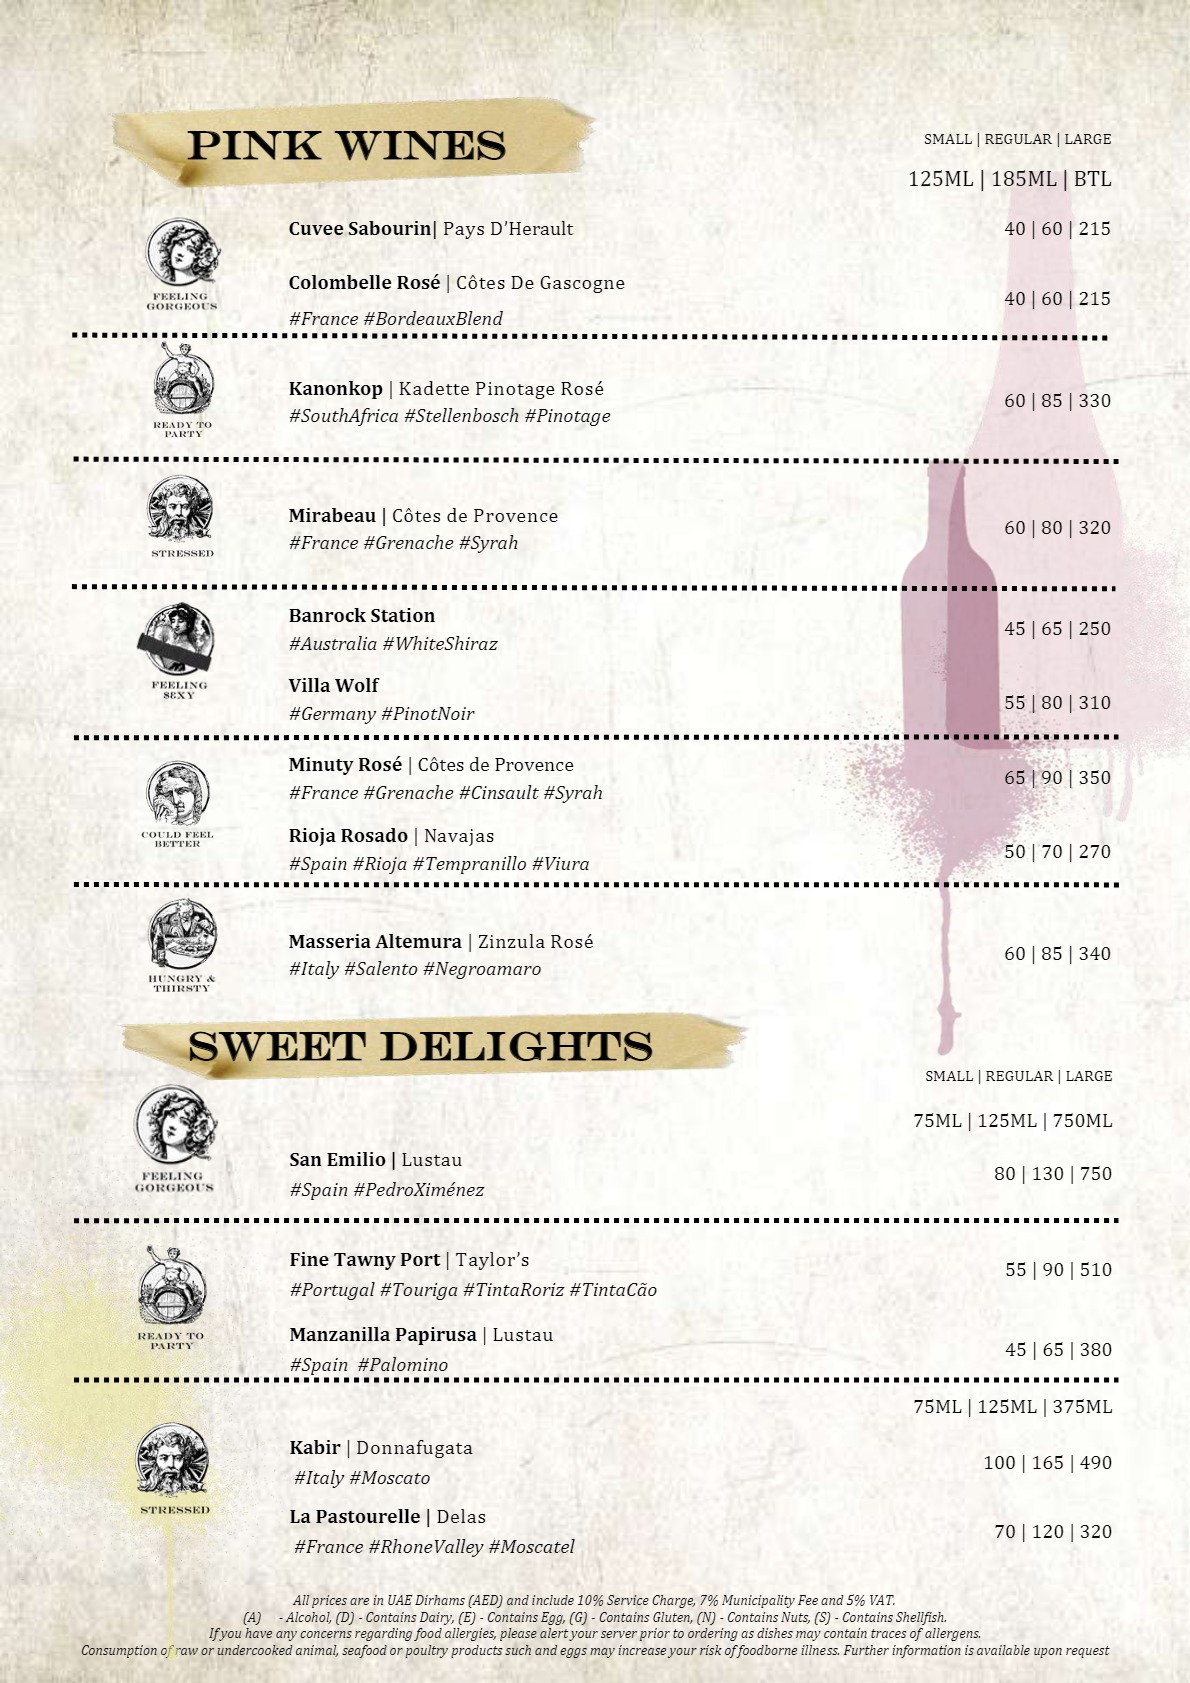 PINK WINES
SMALL | REGULAR | LARGE
125ML | 185ML | BTL
FEELING
GORGEOUS
Cuvee Sabourin| Pays D’Herault
40 | 60 | 215
Colombelle Rosé | Côtes De Gascogne
40 | 60 | 215
#France #BordeauxBlend
READY TO
PARTY
Kanonkop | Kadette Pinotage Rosé
60 | 85 | 330
#SouthAfrica #Stellenbosch #Pinotage
STRESSED
Mirabeau | Côtes de Provence
60 | 80 | 320
#France #Grenache #Syrah
FEELING
$EXY
Banrock Station
45 | 65 | 250
#Australia #WhiteShiraz
Villa Wolf
55 | 80 | 310
#Germany #PinotNoir
COULD FEEL
BETTER
Minuty Rosé | Côtes de Provence
65 | 90 | 350
#France #Grenache #Cinsault #Syrah
Rioja Rosado | Navajas
50 | 70 | 270
#Spain #Rioja #Tempranillo #Viura
HUNGRY &
THIRSTY
Masseria Altemura | Zinzula Rosé
60 | 85 | 340
#Italy #Salento #Negroamaro
SWEET DELIGHTS
SMALL | REGULAR | LARGE
75ML | 125ML | 750ML
FEELING
GORGEOUS
San Emilio | Lustau
80 | 130 | 750
#Spain #PedroXiménez
READY TO
PARTY
Fine Tawny Port | Taylor’s
55 | 90 | 510
#Portugal #Touriga #TintaRoriz #TintaCão
Manzanilla Papirusa | Lustau
45 | 65 | 380
#Spain #Palomino
75ML | 125ML | 375ML
STRESSED
Kabir | Donnafugata
100 | 165 | 490
#Italy #Moscato
La Pastourelle | Delas
70 | 120 | 320
#France #RhoneValley #Moscatel
All prices are in UAE Dirhams (AED) and include 10% Service Charge, 7% Municipality Fee and 5% VAT.
(A) - Alcohol, (D) - Contains Dairy, (E) - Contains Egg, (G) - Contains Gluten, (N) - Contains Nuts, (S) - Contains Shellfish.
If you have any concerns regarding food allergies, please alert your server prior to ordering as dishes may contain traces of allergens.
Consumption of raw or undercooked animal, seafood or poultry products such and eggs may increase your risk of foodborne illness. Further information is available upon request